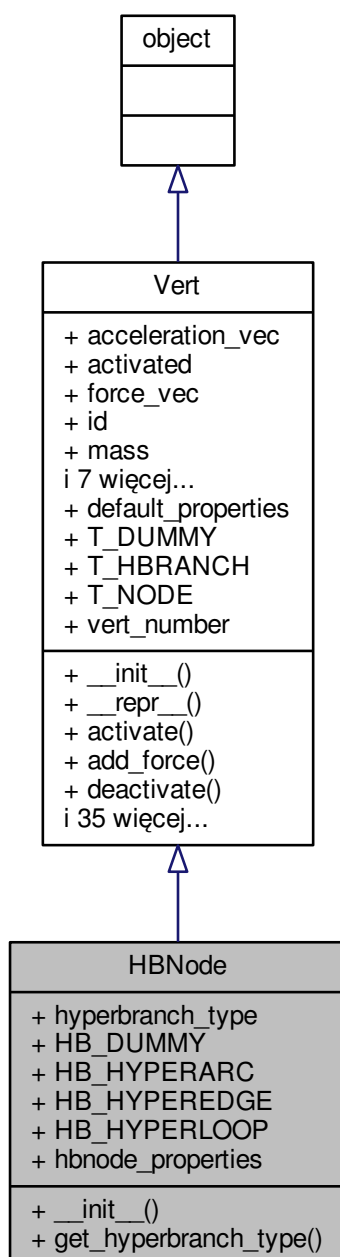 object
Vert
+ acceleration_vec
+ activated
+ force_vec
+ id
+ mass
i 7 więcej...
+ default_properties
+ T_DUMMY
+ T_HBRANCH
+ T_NODE
+ vert_number
+ __init__()
+ __repr__()
+ activate()
+ add_force()
+ deactivate()
i 35 więcej...
HBNode
+ hyperbranch_type
+ HB_DUMMY
+ HB_HYPERARC
+ HB_HYPEREDGE
+ HB_HYPERLOOP
+ hbnode_properties
+ __init__()
+ get_hyperbranch_type()